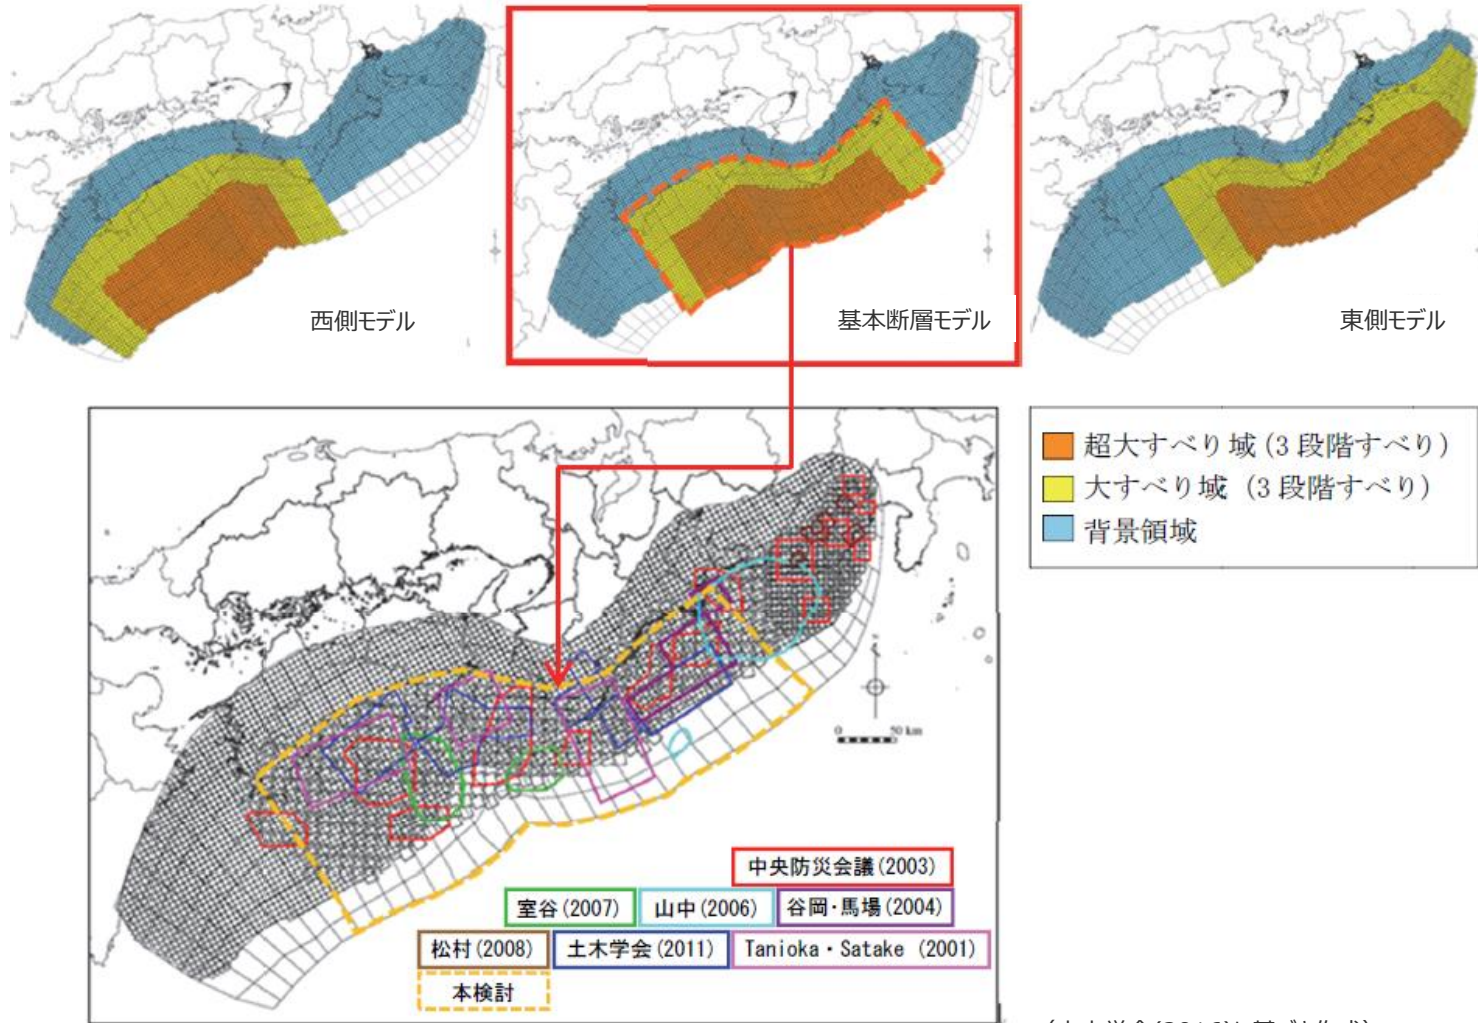 西側モデル
基本断層モデル
東側モデル
超大すべり域(3段階すべり)
大すべり域(3段階すべり)
背景領域
0 50 km
中央防災会議(2003)
室谷(2007) 山中(2006) 谷岡・馬場(2004)
松村(2008) 土木学会(2011) Tanioka・Satake (2001)
本検討